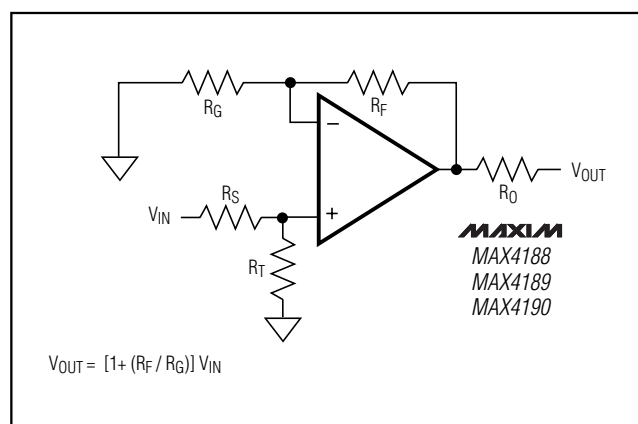 RG
RF
−
RS
VIN
+
RT
RO
VOUT
MAXIM
MAX4188
MAX4189
MAX4190
VOUT = [1+ (RF / RG)] VIN